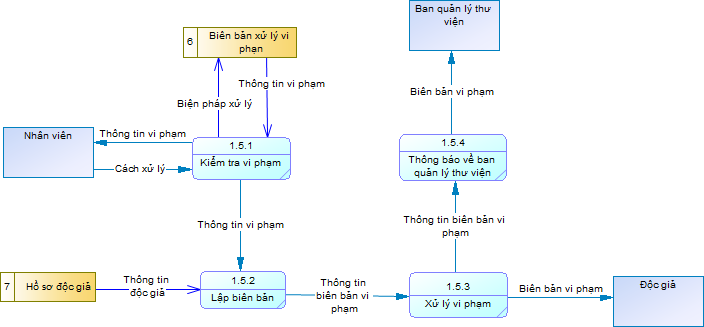 Ban quản lý thư
viện
6
Biên bản xử lý vi
phạn
Thông tin vi phạm
Biện pháp xử lý
Biên bản vi phạm
Nhân viên
Thông tin vi phạm
Cách xử lý
1.5.1
Kiểm tra vi phạm
1.5.4
Thông báo về ban
quản lý thư viện
Thông tin vi phạm
Thông tin biên bản vi
phạm
7
Hồ sơ độc giả
Thông tin
độc giả
1.5.2
Lập biên bản
Thông tin
biên bản vi
phạm
1.5.3
Xử lý vi phạm
Biên bản vi phạm
Độc giả